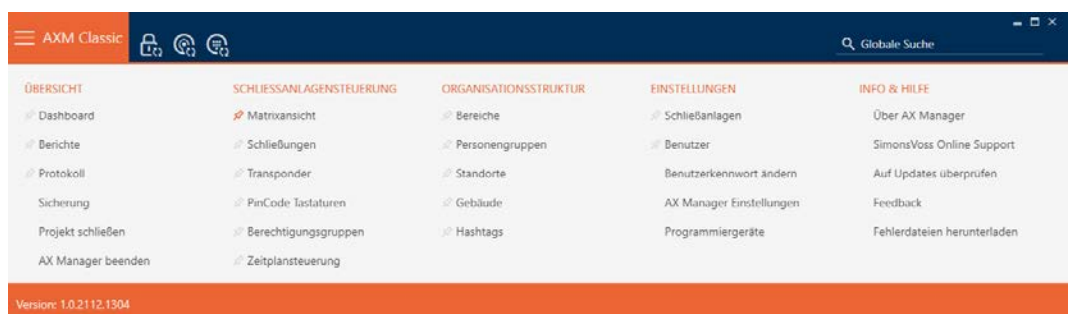 AXM Classic
Globale Suche
ÜBERSICHT
Dashboard
Berichte
Protokoll
Sicherung
Projekt schließen
AX Manager beenden
SCHLIESSANLAGENSTEUERUNG
Matrixansicht
Schließungen
Transponder
PinCode Tastaturen
Berechtigungsgruppen
Zeitplansteuerung
ORGANISATIONSSTRUKTUR
Bereiche
Personengruppen
Standorte
Gebäude
Hashtags
EINSTELLUNGEN
Schließanlagen
Benutzer
Benutzerkennwort ändern
AX Manager Einstellungen
Programmiergeräte
INFO & HILFE
Über AX Manager
SimonsVoss Online Support
Auf Updates überprüfen
Feedback
Fehlerdateien herunterladen
Version: 1.0.2112.1304